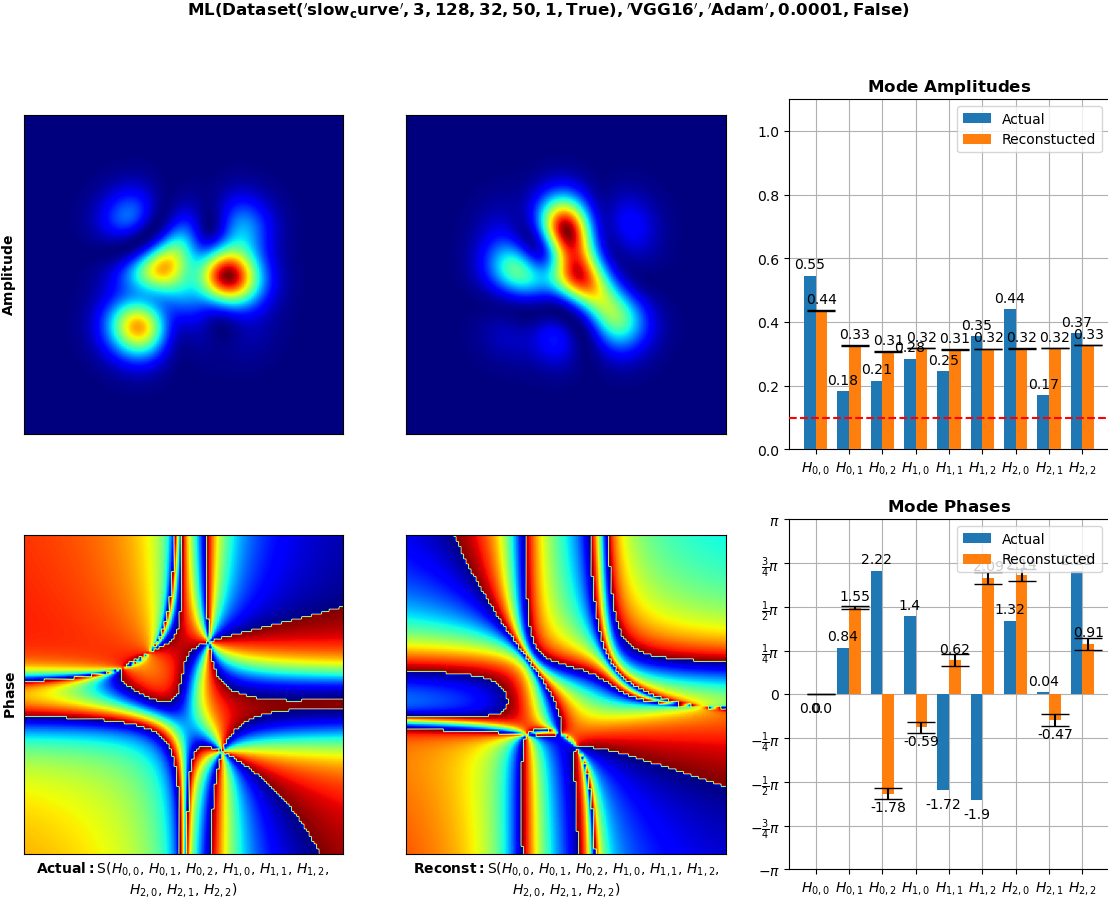 ML(Dataset('slow_curve', 3, 128, 32, 50, 1, True), 'VGG16', 'Adam', 0.0001, False)
Amplitude
Mode Amplitudes
Actual
Reconstucted
1.0
0.8
0.6
0.4
0.2
0.0
0.55
0.44
0.18
0.33
0.21
0.31
0.28
0.32
0.25
0.31
0.35
0.32
0.44
0.32
0.17
0.32
0.37
0.33
H0,0 H0,1 H0,2 H1,0 H1,1 H1,2 H2,0 H2,1 H2,2
Phase
Mode Phases
Actual
Reconstucted
π
3/4π
1/2π
1/4π
0
−1/4π
−1/2π
−3/4π
−π
0.0
0.0
0.84
1.55
2.22
-1.78
1.4
-0.59
-1.72
0.62
-1.9
2.09
1.32
0.04
-0.47
0.91
H0,0 H0,1 H0,2 H1,0 H1,1 H1,2 H2,0 H2,1 H2,2
Actual: S(H0,0, H0,1, H0,2, H1,0, H1,1, H1,2,
H2,0, H2,1, H2,2)
Reconst: S(H0,0, H0,1, H0,2, H1,0, H1,1, H1,2,
H2,0, H2,1, H2,2)